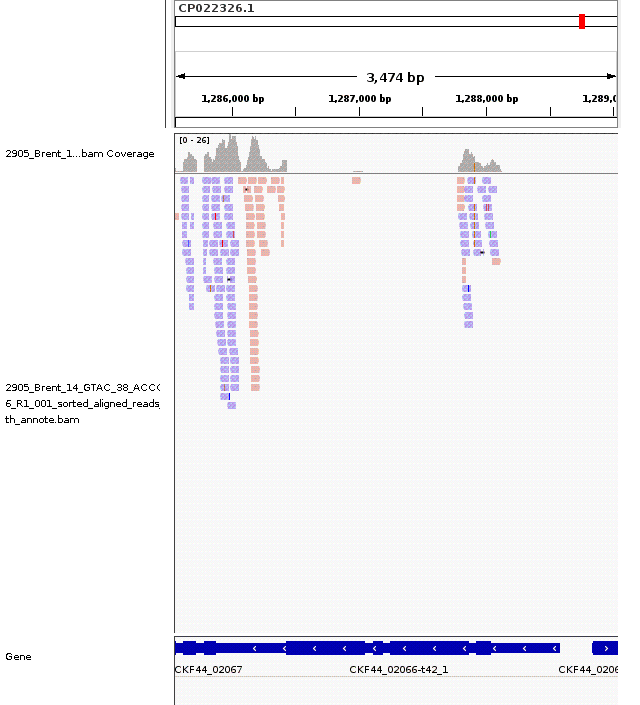 CP022326.1
3,474 bp
1,286,000 bp 1,287,000 bp 1,288,000 bp 1,289,0
[0 - 26]
2905_Brent_1...bam Coverage
2905_Brent_14_GTAC_38_ACC
6_R1_001_sorted_aligned_reads_
th_annote.bam
Gene
CKF44_02067 CKF44_02066-t42_1 CKF44_0206